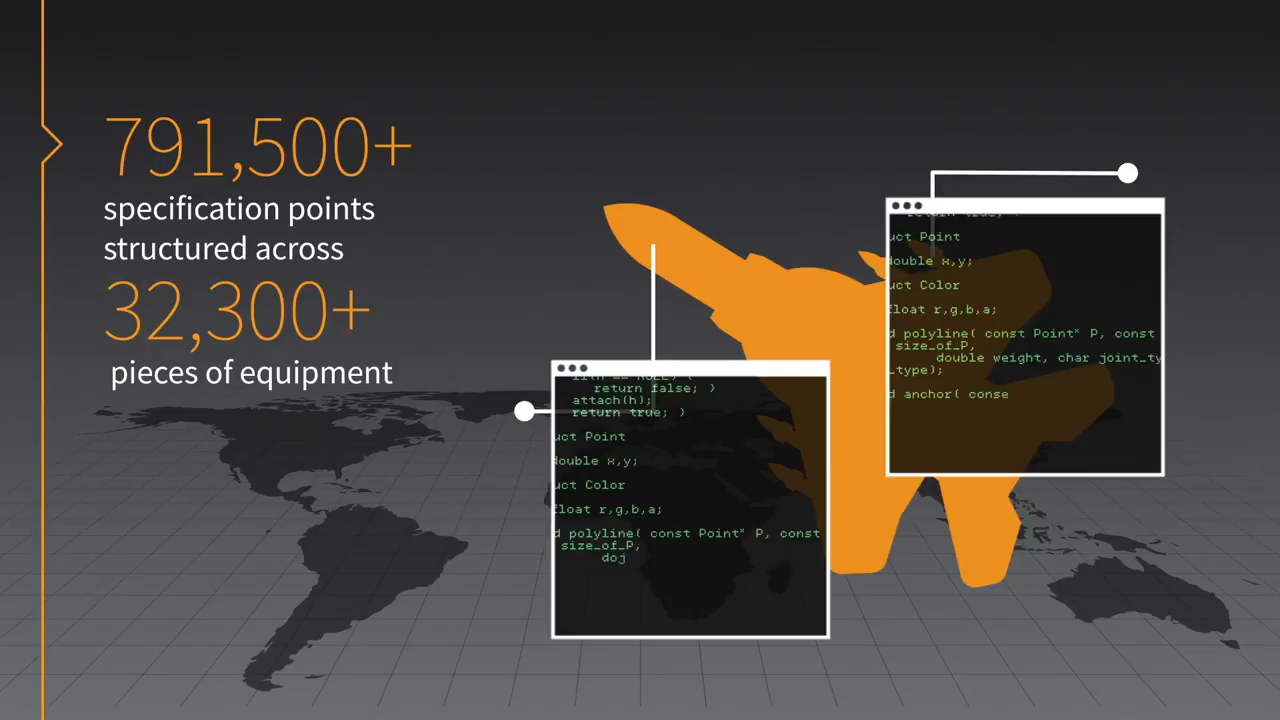 791,500+
specification points
structured across
32,300+
pieces of equipment
return false; }
attach(h);
return true; }
uct Point
double x,y;
uct Color
float r,g,b,a;
d polyline( const Point* P, const
size_of_P,
doj
uct Point
double x,y;
uct Color
float r,g,b,a;
d polyline( const Point* P, const
size_of_P,
double weight, char joint_ty
_type);
d anchor( conse